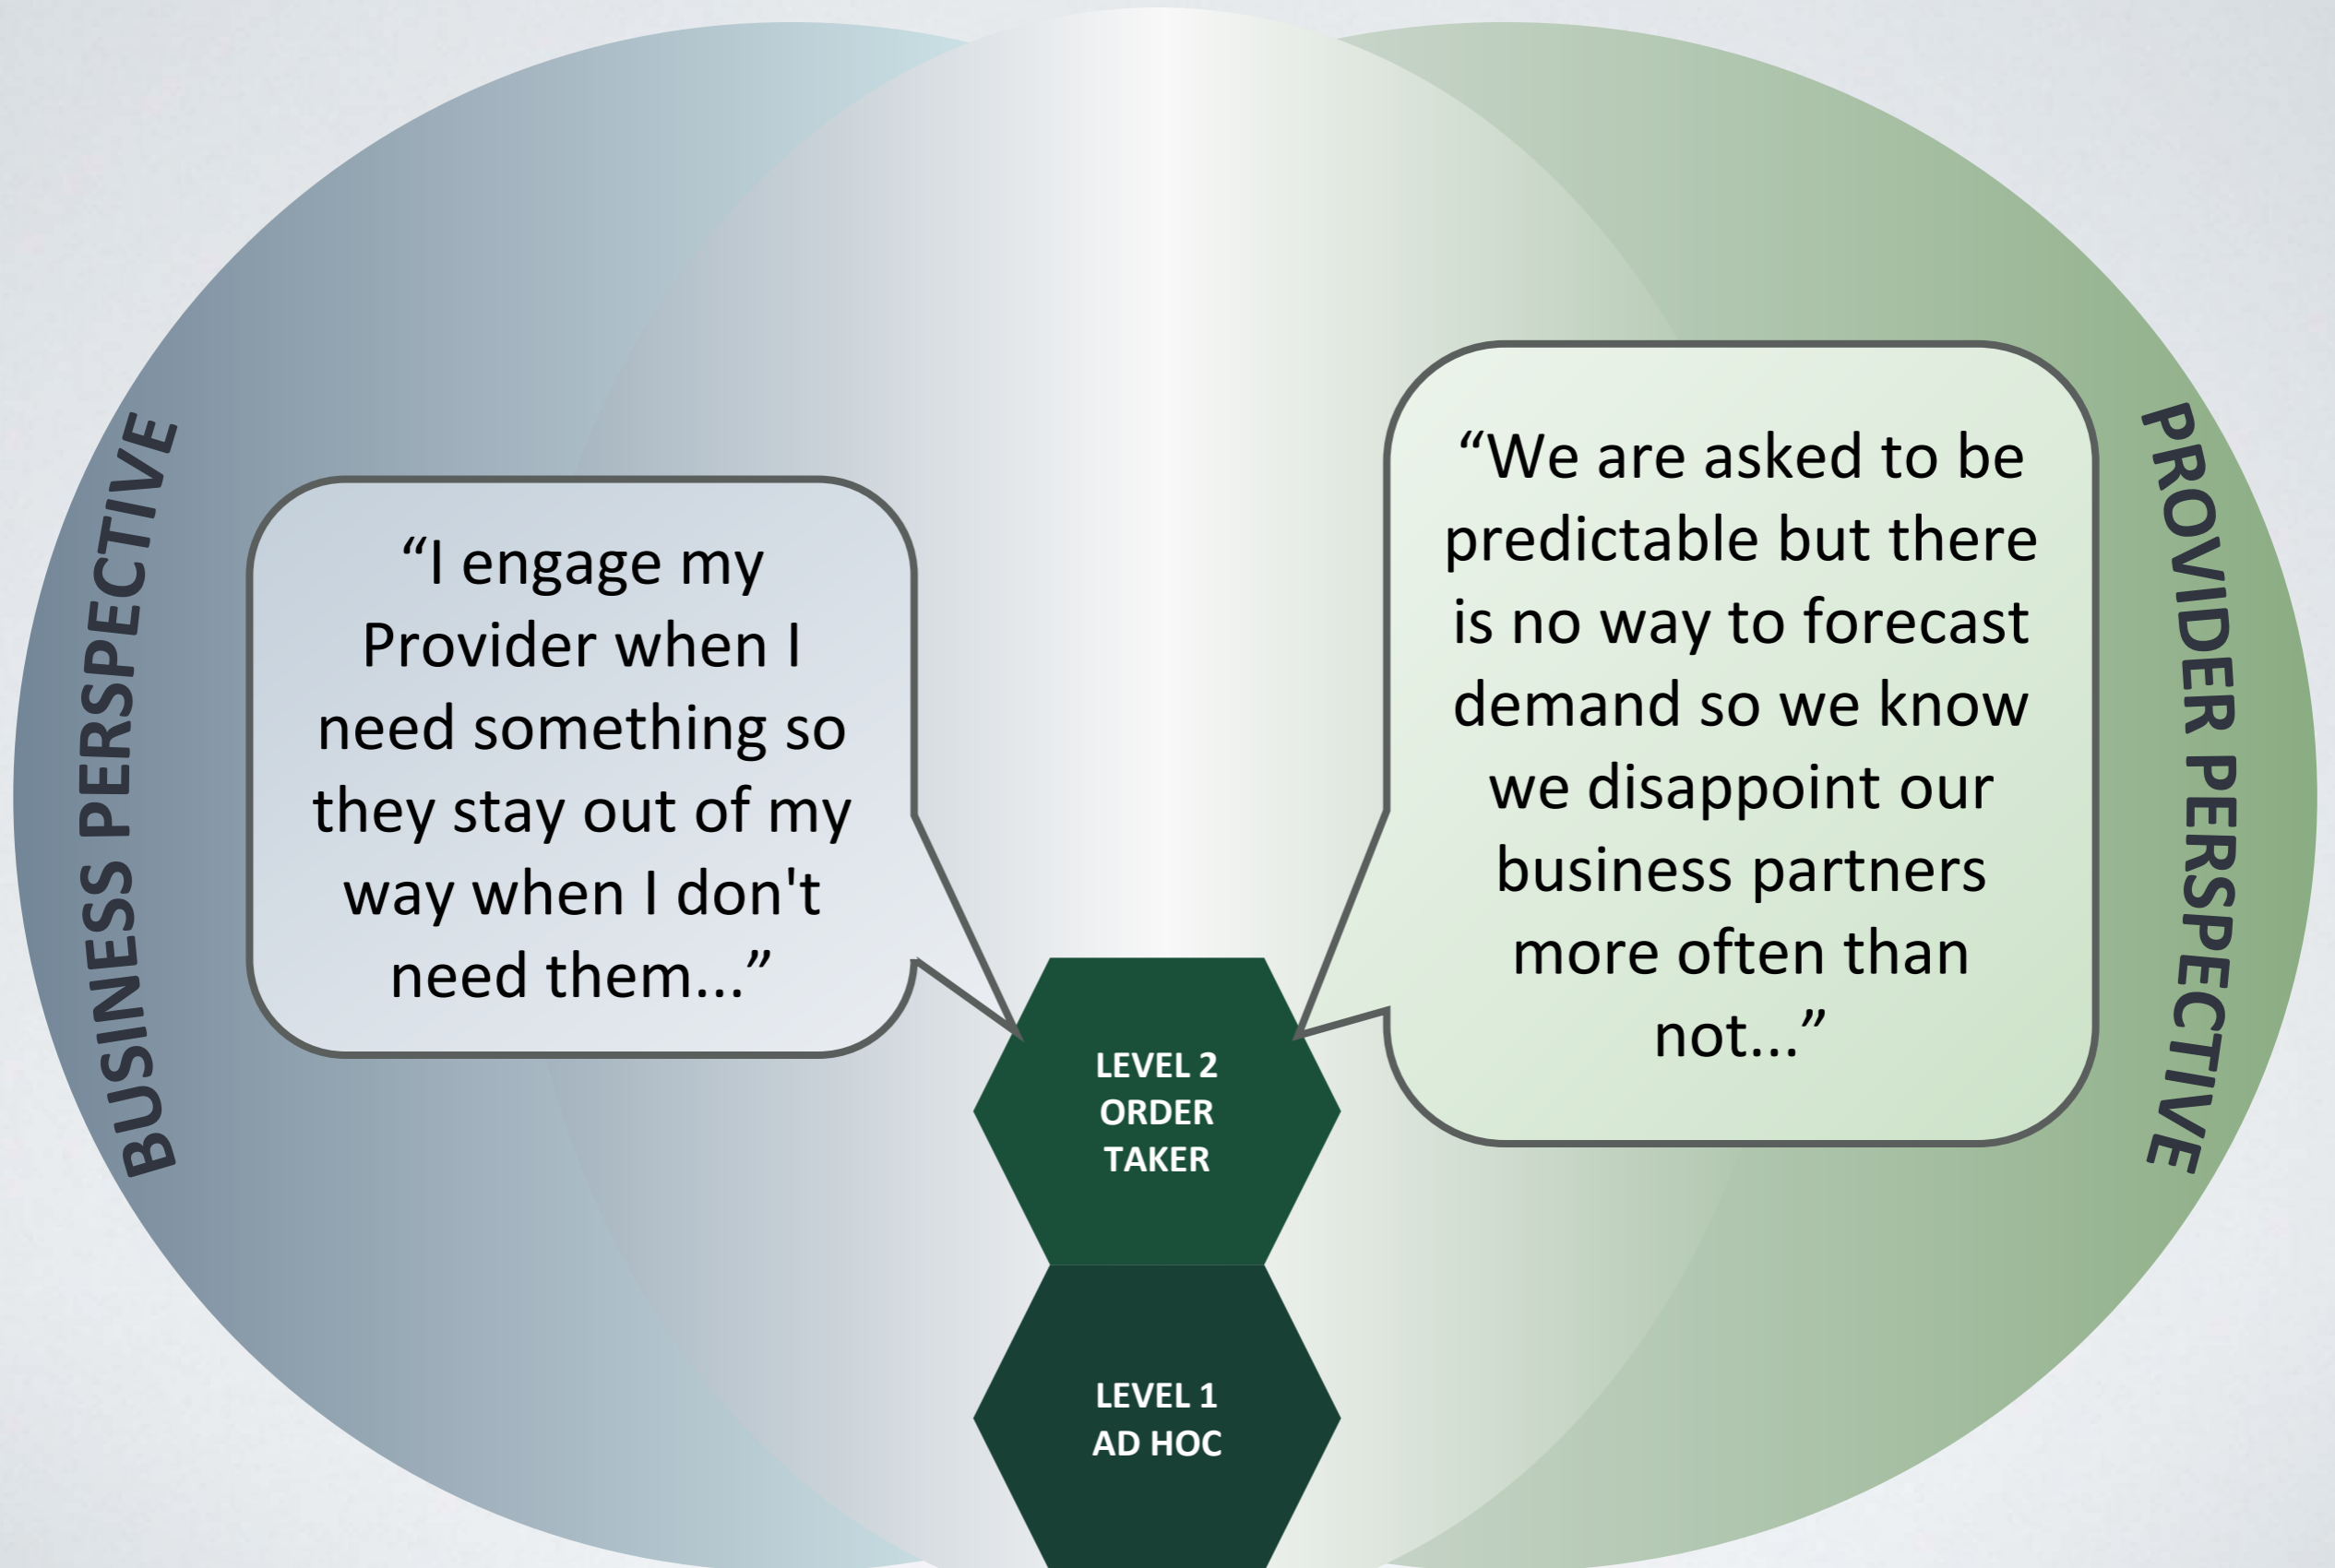 BUSINESS PERSPECTIVE
“I engage my
Provider when I
need something so
they stay out of my
way when I don't
need them...”
“We are asked to be
predictable but there
is no way to forecast
demand so we know
we disappoint our
business partners
more often than
not...”
PROVIDER PERSPECTIVE
LEVEL 2
ORDER
TAKER
LEVEL 1
AD HOC